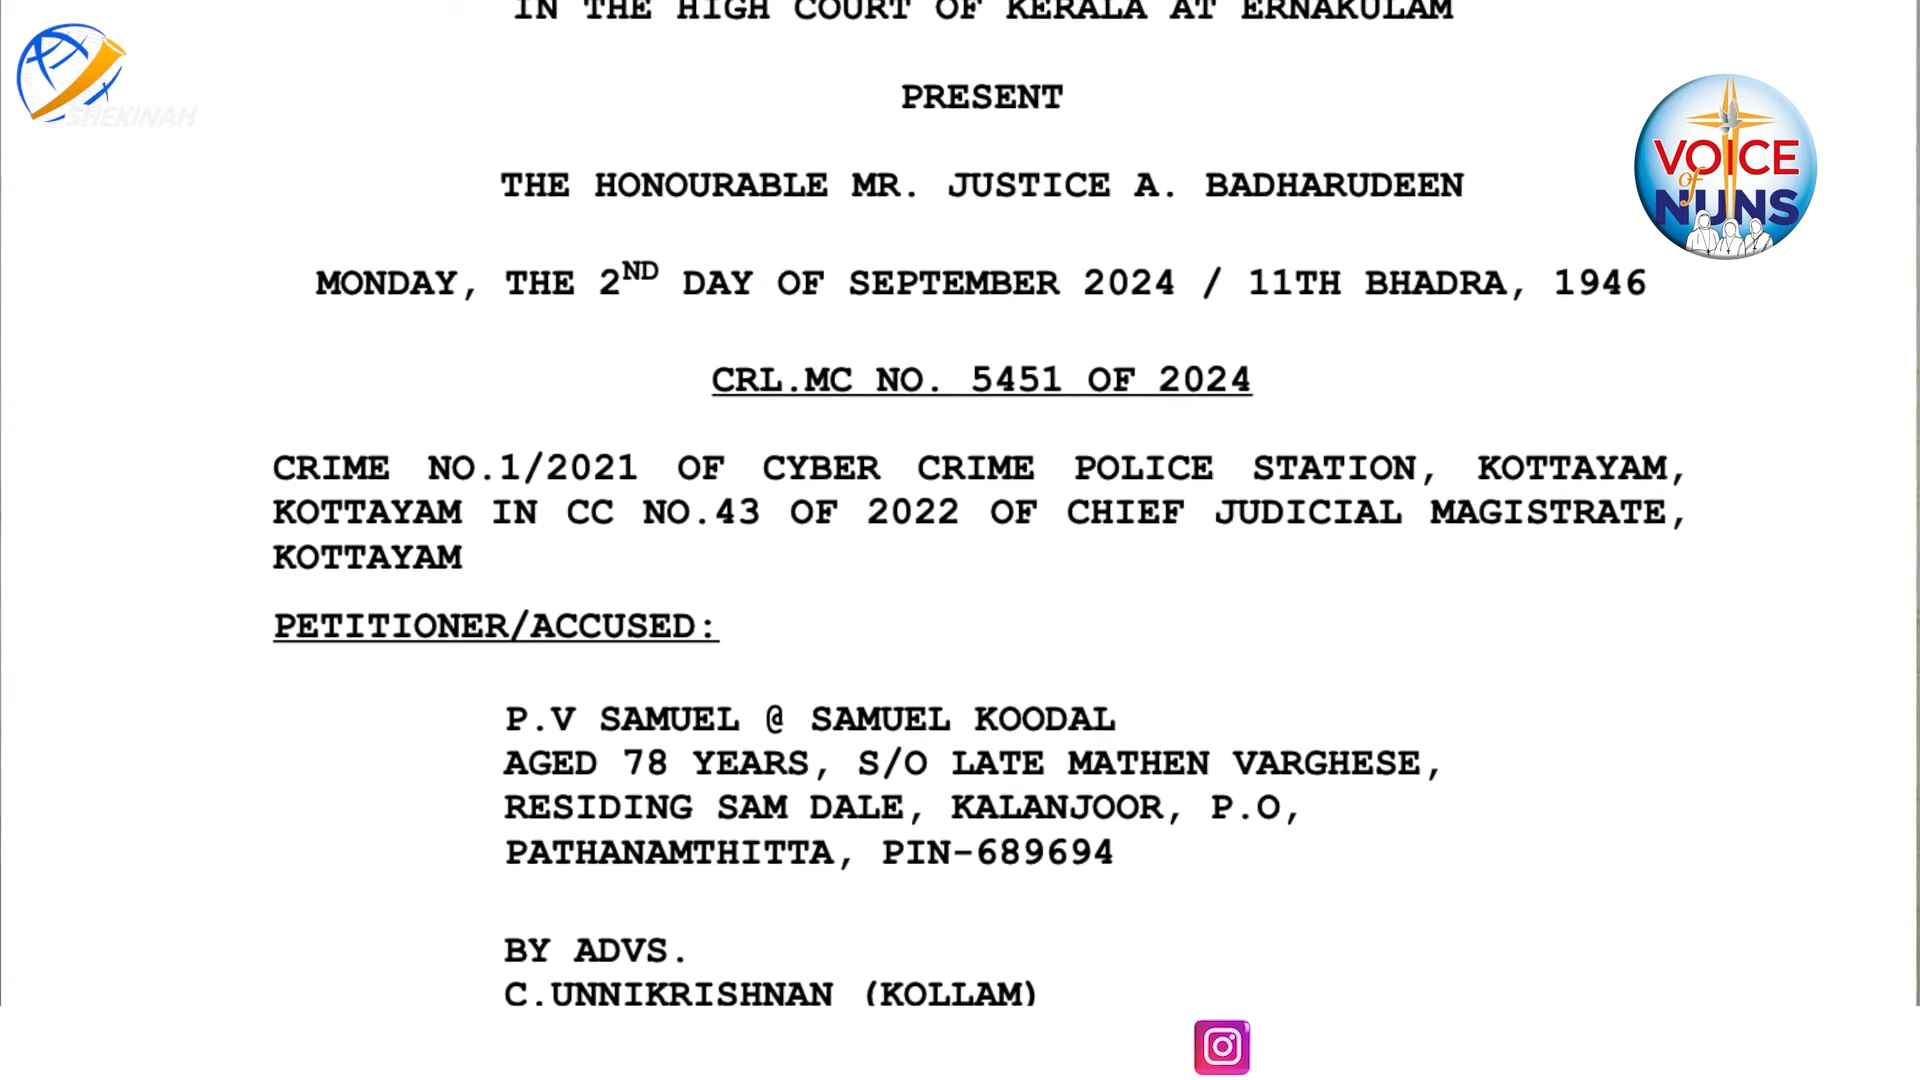 IN THE HIGH COURT OF KERALA AT ERNAKULAM
SHEKINAH
PRESENT
VOICE
of
NUNS
THE HONOURABLE MR. JUSTICE A. BADHARUDEEN
MONDAY, THE 2ND DAY OF SEPTEMBER 2024 / 11TH BHADRA, 1946
CRL.MC NO. 5451 OF 2024
CRIME NO.1/2021 OF CYBER CRIME POLICE STATION, KOTTAYAM,
KOTTAYAM IN CC NO.43 OF 2022 OF CHIEF JUDICIAL MAGISTRATE,
KOTTAYAM
PETITIONER/ACCUSED:
P.V SAMUEL @ SAMUEL KOODAL
AGED 78 YEARS, S/O LATE MATHEN VARGHESE,
RESIDING SAM DALE, KALANJOOR, P.O,
PATHANAMTHITTA, PIN-689694
BY ADVS.
C.UNNIKRISHNAN (KOLLAM)